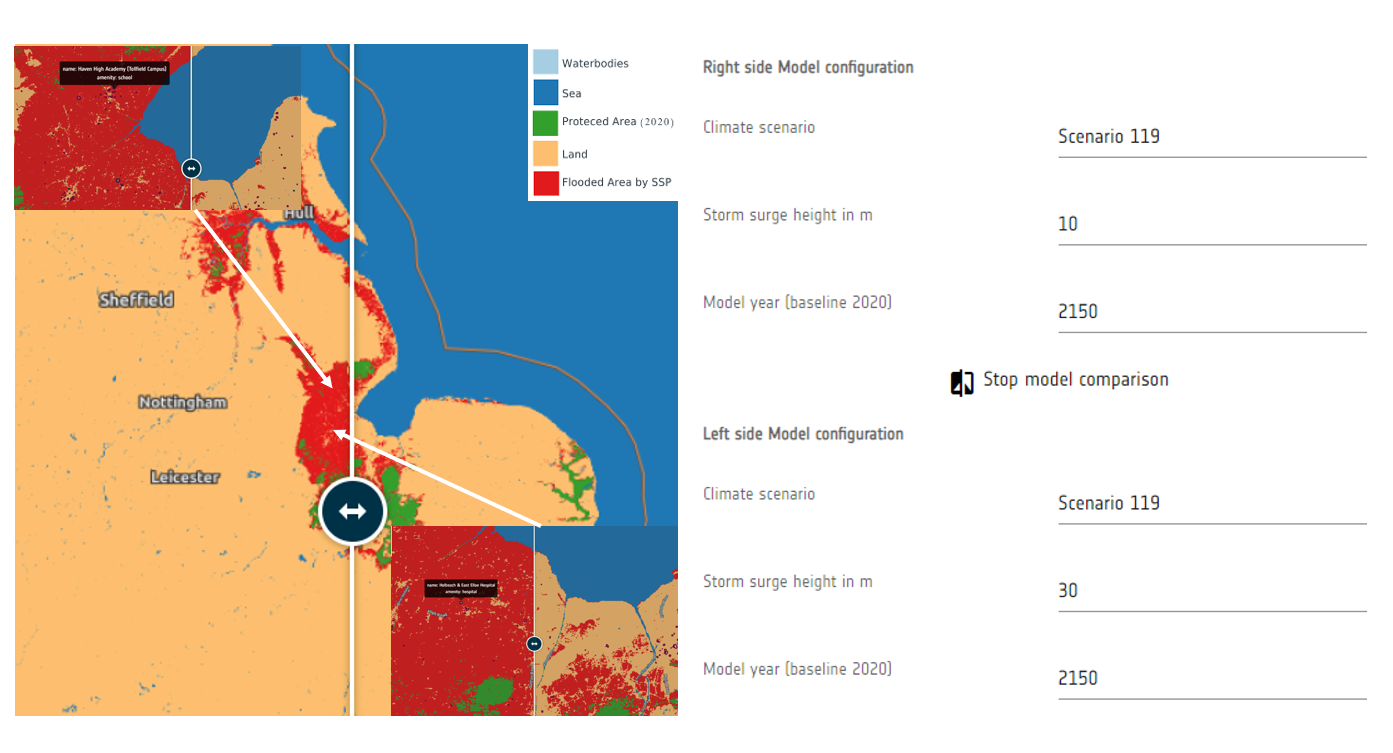 name: Haven High Academy (Tollfield Campus)
amenity: school
Waterbodies
Sea
Proteced Area (2020)
Land
Flooded Area by SSP
Hull
Sheffield
Nottingham
Leicester
name: Holbeach & East Elloe Hospital
amenity: hospital
Right side Model configuration
Climate scenario
Scenario 119
Storm surge height in m
10
Model year (baseline 2020)
2150
Stop model comparison
Left side Model configuration
Climate scenario
Scenario 119
Storm surge height in m
30
Model year (baseline 2020)
2150